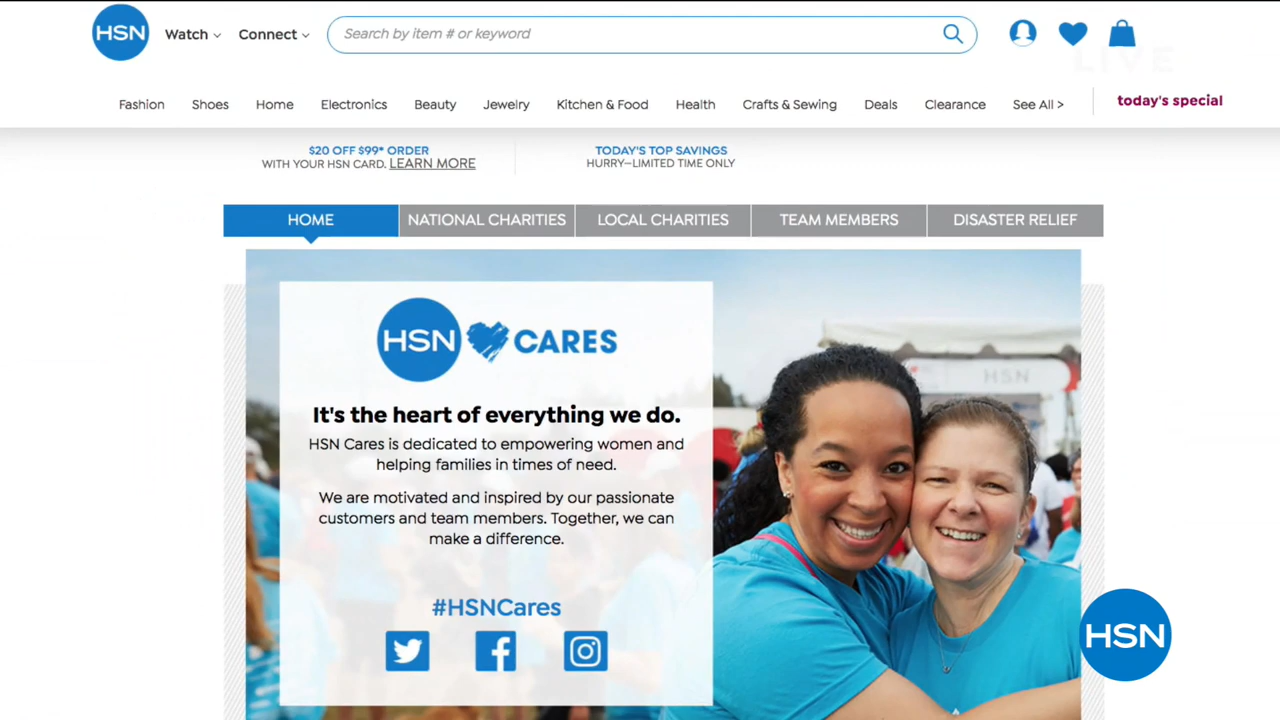 HSN
Watch
Connect
Search by item # or keyword
LIVE
Fashion
Shoes
Home
Electronics
Beauty
Jewelry
Kitchen & Food
Health
Crafts & Sewing
Deals
Clearance
See All >
today's special
$20 OFF $99* ORDER
WITH YOUR HSN CARD. LEARN MORE
TODAY'S TOP SAVINGS
HURRY—LIMITED TIME ONLY
HOME
NATIONAL CHARITIES
LOCAL CHARITIES
TEAM MEMBERS
DISASTER RELIEF
HSN CARES
It's the heart of everything we do.
HSN Cares is dedicated to empowering women and
helping families in times of need.
We are motivated and inspired by our passionate
customers and team members. Together, we can
make a difference.
#HSNCares
HSN
HSN